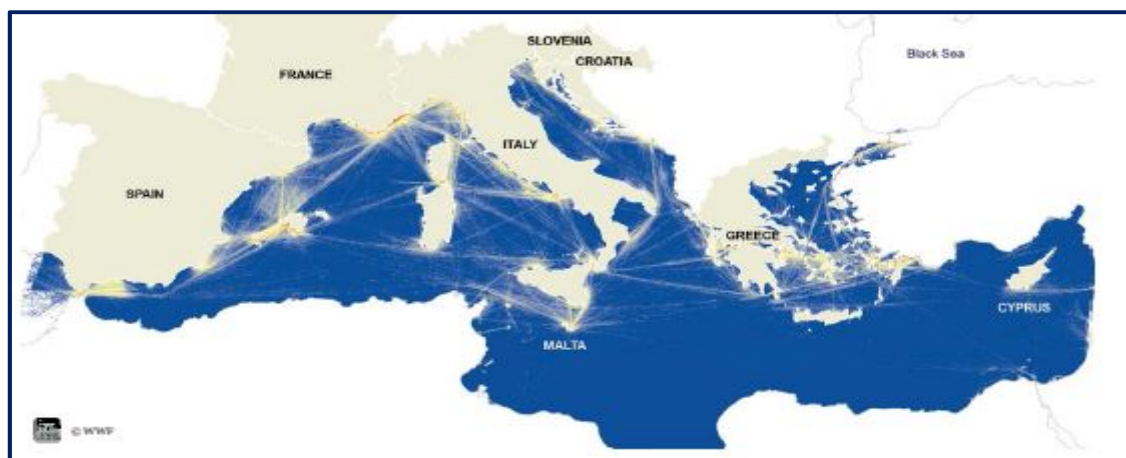 SLOVENIA
CROATIA
Black Sea
FRANCE
ITALY
SPAIN
GREECE
CYPRUS
MALTA
© WWF